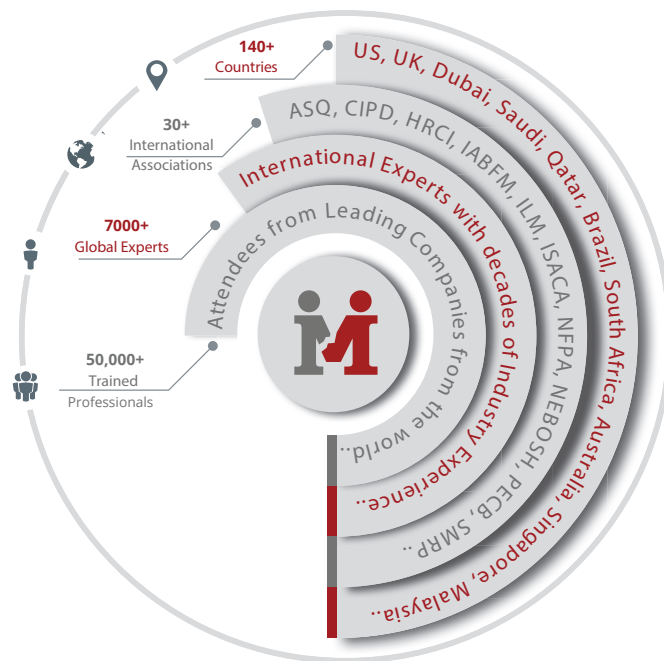 140+
Countries
30+
International
Associations
7000+
Global Experts
50,000+
Trained
Professionals
US, UK, Dubai, Saudi, Qatar, Brazil, South Africa, Australia, Singapore, Malaysia..
ASQ, CIPD, HRCI, IABFM, ILM, ISACA, NFPA, NEBOSH, PECB, SMRP..
International Experts with decades of Industry Experience..
Attendees from Leading Companies from the world..